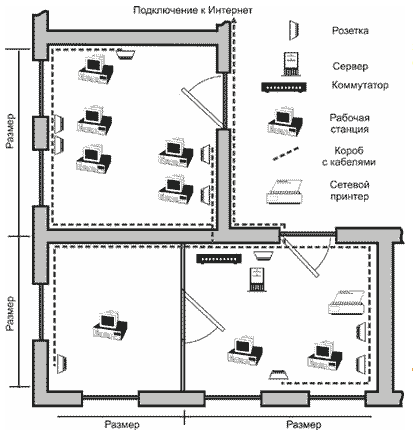 Подключение к Интернет
Розетка
Сервер
Коммутатор
Рабочая
станция
Короб
с кабелями
Сетевой
принтер
Размер
Размер
Размер
Размер